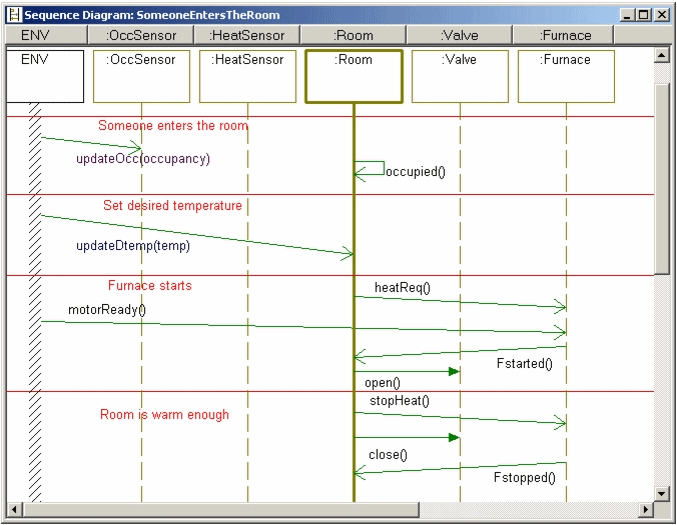 Sequence Diagram: SomeoneEntersTheRoom
ENV :OccSensor :HeatSensor :Room :Valve :Furnace
ENV :OccSensor :HeatSensor :Room :Valve :Furnace
Someone enters the room
updateOcc(occupancy)
occupied()
Set desired temperature
updateDtemp(temp)
Furnace starts
heatReq()
motorReady()
Fstarted()
open()
stopHeat()
Room is warm enough
close()
Fstopped()